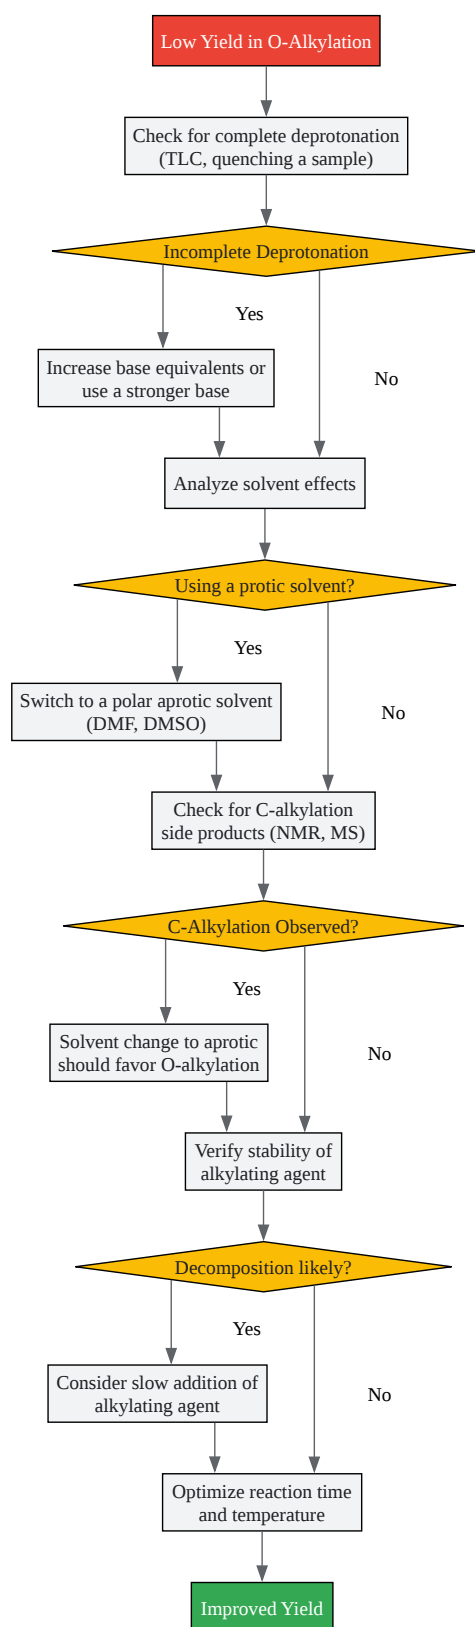 Low Yield in O-Alkylation
Check for complete deprotonation
(TLC, quenching a sample)
Incomplete Deprotonation
Yes
Increase base equivalents or
use a stronger base
No
Analyze solvent effects
Using a protic solvent?
Yes
Switch to a polar aprotic solvent
(DMF, DMSO)
No
Check for C-alkylation
side products (NMR, MS)
C-Alkylation Observed?
Yes
Solvent change to aprotic
should favor O-alkylation
No
Verify stability of
alkylating agent
Decomposition likely?
Yes
Consider slow addition of
alkylating agent
No
Optimize reaction time
and temperature
Improved Yield